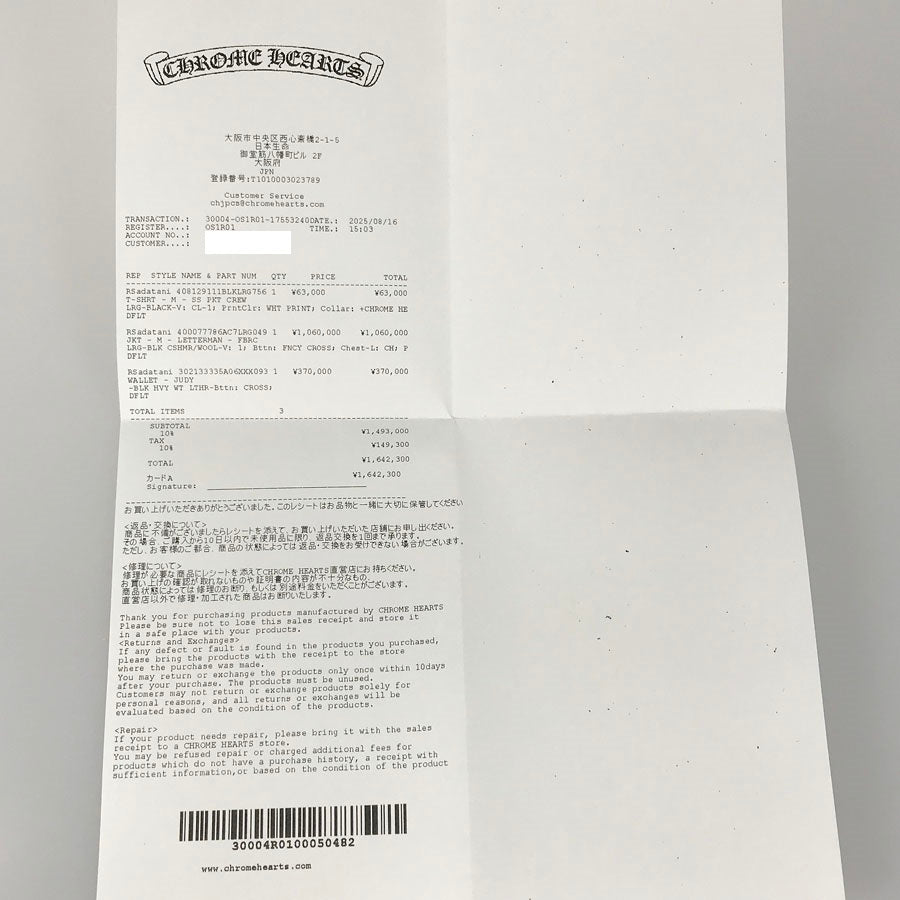 CHROME HEARTS
大阪市中央区西心斎橋2-1-5
日本生命
御堂筋八幡町ビル 2F
大阪府
JPN
登録番号:T1010003023789
Customer Service
chjpcs@chromehearts.com
TRANSACTION.: 30004-OS1R01-17553240DATE.: 2025/08/16
REGISTER....: OS1R01 TIME.: 15:03
ACCOUNT NO..:
CUSTOMER....:
REP STYLE NAME & PART NUM QTY PRICE TOTAL
RSadatani 408129111BLKLRG756 1 ¥63,000 ¥63,000
T-SHRT - M - SS PKT CREW
LRG-BLACK-V: CL-1; PrntClr: WHT PRINT; Collar: +CHROME HE
DFLT
RSadatani 400077786AC7LRG049 1 ¥1,060,000 ¥1,060,000
JKT - M - LETTERMAN - FBRC
LRG-BLK CSHMR/WOOL-V: 1; Bttn: FNCY CROSS; Chest-L: CH; P
DFLT
RSadatani 302133335A06XXX093 1 ¥370,000 ¥370,000
WALLET - JUDY
-BLK HVY WT LTHR-Bttn: CROSS;
DFLT
TOTAL ITEMS 3
SUBTOTAL
10% ¥1,493,000
TAX
10% ¥149,300
TOTAL ¥1,642,300
カードA ¥1,642,300
Signature:
お買い上げいただきありがとうございました。このレシートはお品物と一緒に大切に保管してください
<返品・交換について>
商品に不備がございましたらレシートを添えて、お買い上げいただいた店舗にお申し出ください。
その場合、ご購入から10日以内で未使用品に限り、返品交換を1回まで承ります。
ただし、お客様のご都合、商品の状態によっては返品・交換をお受けできない場合がございます。
<修理について>
修理が必要な商品にレシートを添えてCHROME HEARTS直営店にお持ちください。
お買い上げの確認が取れないものや証明書の内容が不十分なもの、
商品状態によっては修理のお断り、もしくは別途料金をいただくことがございます。
直営店以外で修理・加工された商品はお断りいたします。
Thank you for purchasing products manufactured by CHROME HEARTS
Please be sure not to lose this sales receipt and store it
in a safe place with your products.
<Returns and Exchanges>
If any defect or fault is found in the products you purchased,
please bring the products with the receipt to the store
where the purchase was made.
You may return or exchange the products only once within 10days
after your purchase. The products must be unused.
Customers may not return or exchange products solely for
personal reasons, and all returns or exchanges will be
evaluated based on the condition of the products.
<Repair>
If your product needs repair, please bring it with the sales
receipt to a CHROME HEARTS store.
You may be refused repair or charged additional fees for
products which do not have a purchase history, a receipt with
sufficient information,or based on the condition of the product
30004R0100050482
www.chromehearts.com